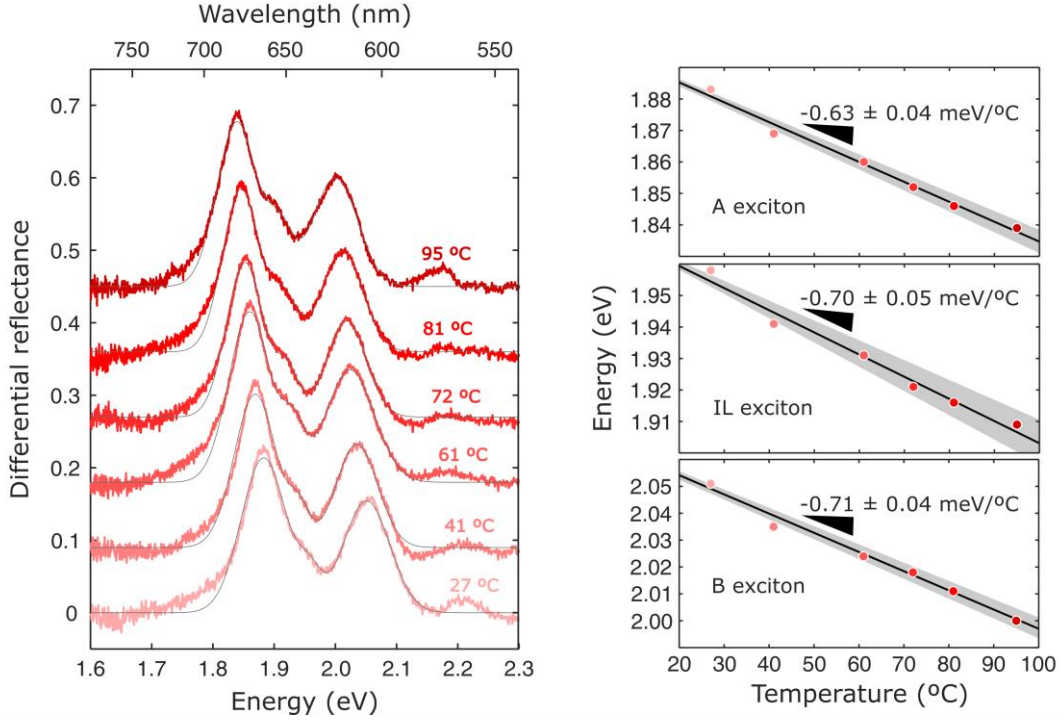 Wavelength (nm)
750 700 650 600 540
Differential reflectance
0.7
0.6
0.5
0.4
0.3
0.2
0.1
0
95 ºC
81 ºC
72 ºC
61 ºC
41 ºC
27 ºC
1.6 1.7 1.8 1.9 2.0 2.1 2.2 2.3
Energy (eV)
Energy (eV)
1.88
1.87
1.86
1.85
1.84
-0.63 ± 0.04 meV/ºC
A exciton
1.95
1.94
1.93
1.92
1.91
-0.70 ± 0.05 meV/ºC
IL exciton
2.05
2.04
2.03
2.02
2.01
2.00
-0.71 ± 0.04 meV/ºC
B exciton
20 30 40 50 60 70 80 90 100
Temperature (ºC)